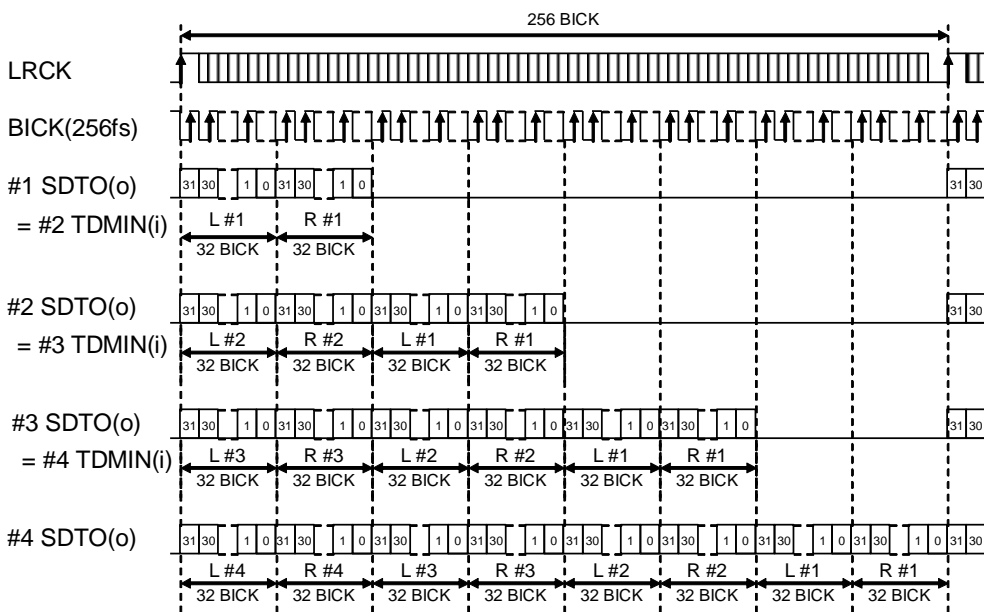 256 BICK
LRCK
BICK(256fs)
#1 SDTO(o)
31 30 1 0 31 30 1 0 31 30
= #2 TDMIN(i)
L #1 R #1
32 BICK 32 BICK
#2 SDTO(o)
31 30 1 0 31 30 1 0 31 30 1 0 31 30 1 0 31 30
= #3 TDMIN(i)
L #2 R #2 L #1 R #1
32 BICK 32 BICK 32 BICK 32 BICK
#3 SDTO(o)
31 30 1 0 31 30 1 0 31 30 1 0 31 30 1 0 31 30 1 0 31 30 1 0 31 30
= #4 TDMIN(i)
L #3 R #3 L #2 R #2 L #1 R #1
32 BICK 32 BICK 32 BICK 32 BICK 32 BICK 32 BICK
#4 SDTO(o)
31 30 1 0 31 30 1 0 31 30 1 0 31 30 1 0 31 30 1 0 31 30 1 0 31 30 1 0 31 30 1 0 31 30
L #4 R #4 L #3 R #3 L #2 R #2 L #1 R #1
32 BICK 32 BICK 32 BICK 32 BICK 32 BICK 32 BICK 32 BICK 32 BICK